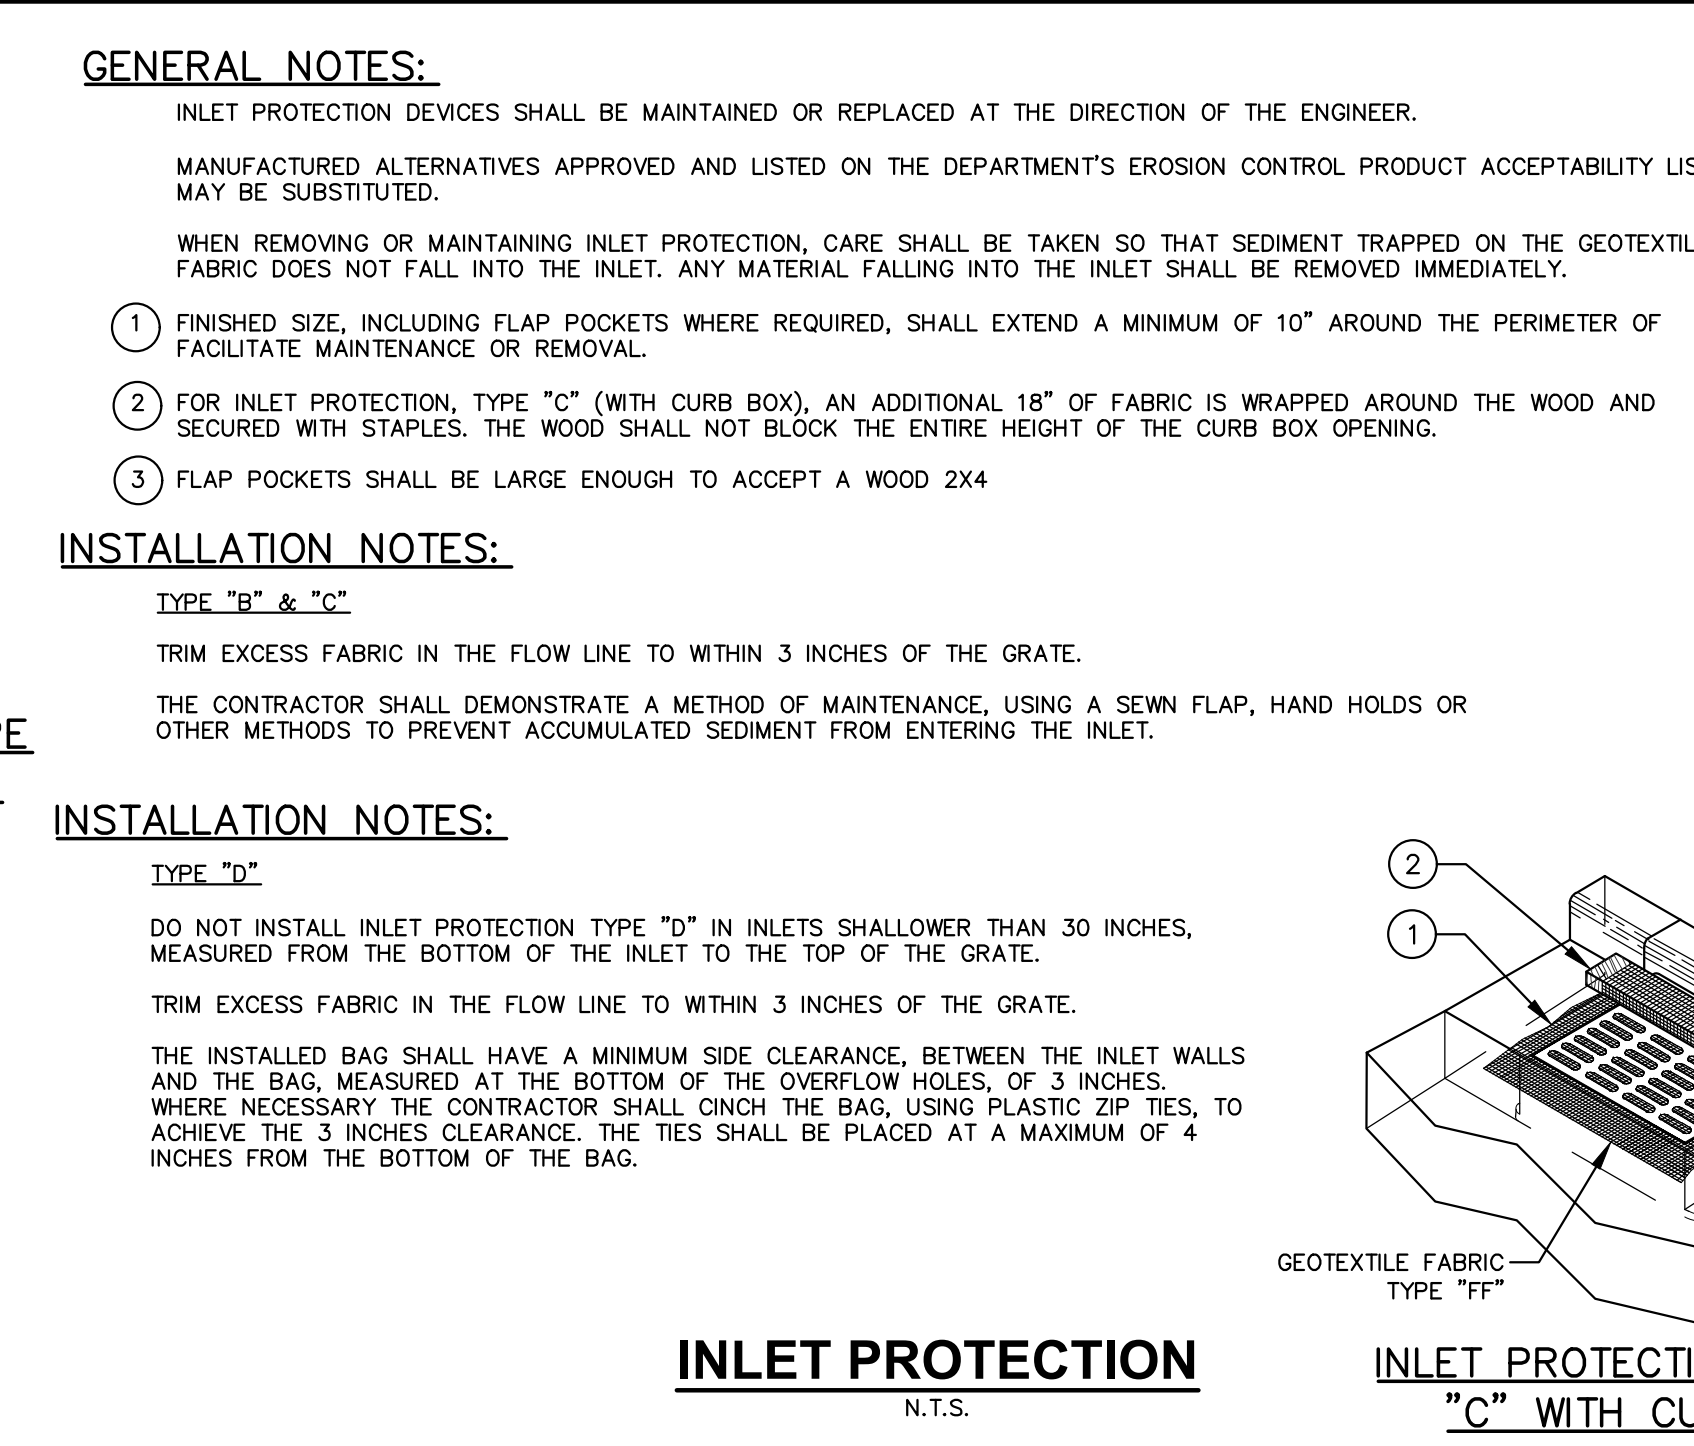 GENERAL NOTES:
INLET PROTECTION DEVICES SHALL BE MAINTAINED OR REPLACED AT THE DIRECTION OF THE ENGINEER.
MANUFACTURED ALTERNATIVES APPROVED AND LISTED ON THE DEPARTMENT'S EROSION CONTROL PRODUCT ACCEPTABILITY LIS
MAY BE SUBSTITUTED.
WHEN REMOVING OR MAINTAINING INLET PROTECTION, CARE SHALL BE TAKEN SO THAT SEDIMENT TRAPPED ON THE GEOTEXTIL
FABRIC DOES NOT FALL INTO THE INLET. ANY MATERIAL FALLING INTO THE INLET SHALL BE REMOVED IMMEDIATELY.
1 FINISHED SIZE, INCLUDING FLAP POCKETS WHERE REQUIRED, SHALL EXTEND A MINIMUM OF 10" AROUND THE PERIMETER OF
FACILITATE MAINTENANCE OR REMOVAL.
2 FOR INLET PROTECTION, TYPE "C" (WITH CURB BOX), AN ADDITIONAL 18" OF FABRIC IS WRAPPED AROUND THE WOOD AND
SECURED WITH STAPLES. THE WOOD SHALL NOT BLOCK THE ENTIRE HEIGHT OF THE CURB BOX OPENING.
3 FLAP POCKETS SHALL BE LARGE ENOUGH TO ACCEPT A WOOD 2X4
INSTALLATION NOTES:
TYPE "B" & "C"
TRIM EXCESS FABRIC IN THE FLOW LINE TO WITHIN 3 INCHES OF THE GRATE.
THE CONTRACTOR SHALL DEMONSTRATE A METHOD OF MAINTENANCE, USING A SEWN FLAP, HAND HOLDS OR
OTHER METHODS TO PREVENT ACCUMULATED SEDIMENT FROM ENTERING THE INLET.
PE
INSTALLATION NOTES:
TYPE "D"
DO NOT INSTALL INLET PROTECTION TYPE "D" IN INLETS SHALLOWER THAN 30 INCHES,
MEASURED FROM THE BOTTOM OF THE INLET TO THE TOP OF THE GRATE.
TRIM EXCESS FABRIC IN THE FLOW LINE TO WITHIN 3 INCHES OF THE GRATE.
THE INSTALLED BAG SHALL HAVE A MINIMUM SIDE CLEARANCE, BETWEEN THE INLET WALLS
AND THE BAG, MEASURED AT THE BOTTOM OF THE OVERFLOW HOLES, OF 3 INCHES.
WHERE NECESSARY THE CONTRACTOR SHALL CINCH THE BAG, USING PLASTIC ZIP TIES, TO
ACHIEVE THE 3 INCHES CLEARANCE. THE TIES SHALL BE PLACED AT A MAXIMUM OF 4
INCHES FROM THE BOTTOM OF THE BAG.
2
1
GEOTEXTILE FABRIC
TYPE "FF"
INLET PROTECTION
N.T.S.
INLET PROTECTI
"C" WITH CU